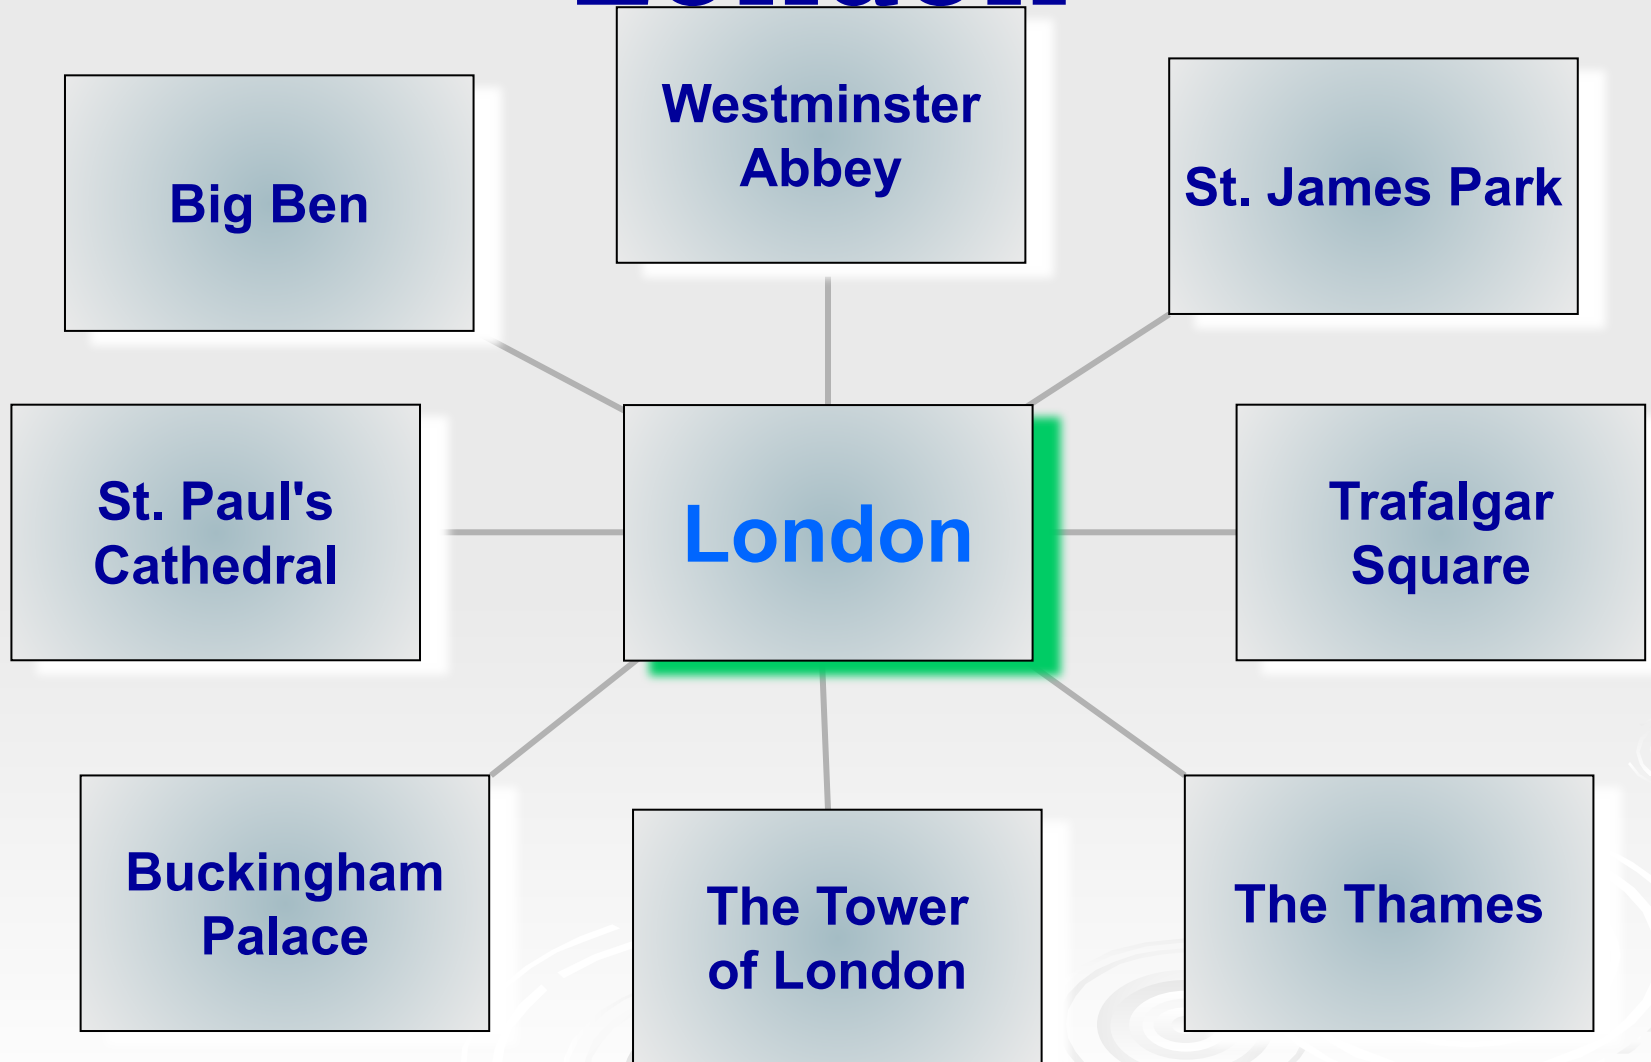 London
Westminster
Abbey
Big Ben
St. James Park
St. Paul's
Cathedral
London
Trafalgar
Square
Buckingham
Palace
The Tower
of London
The Thames